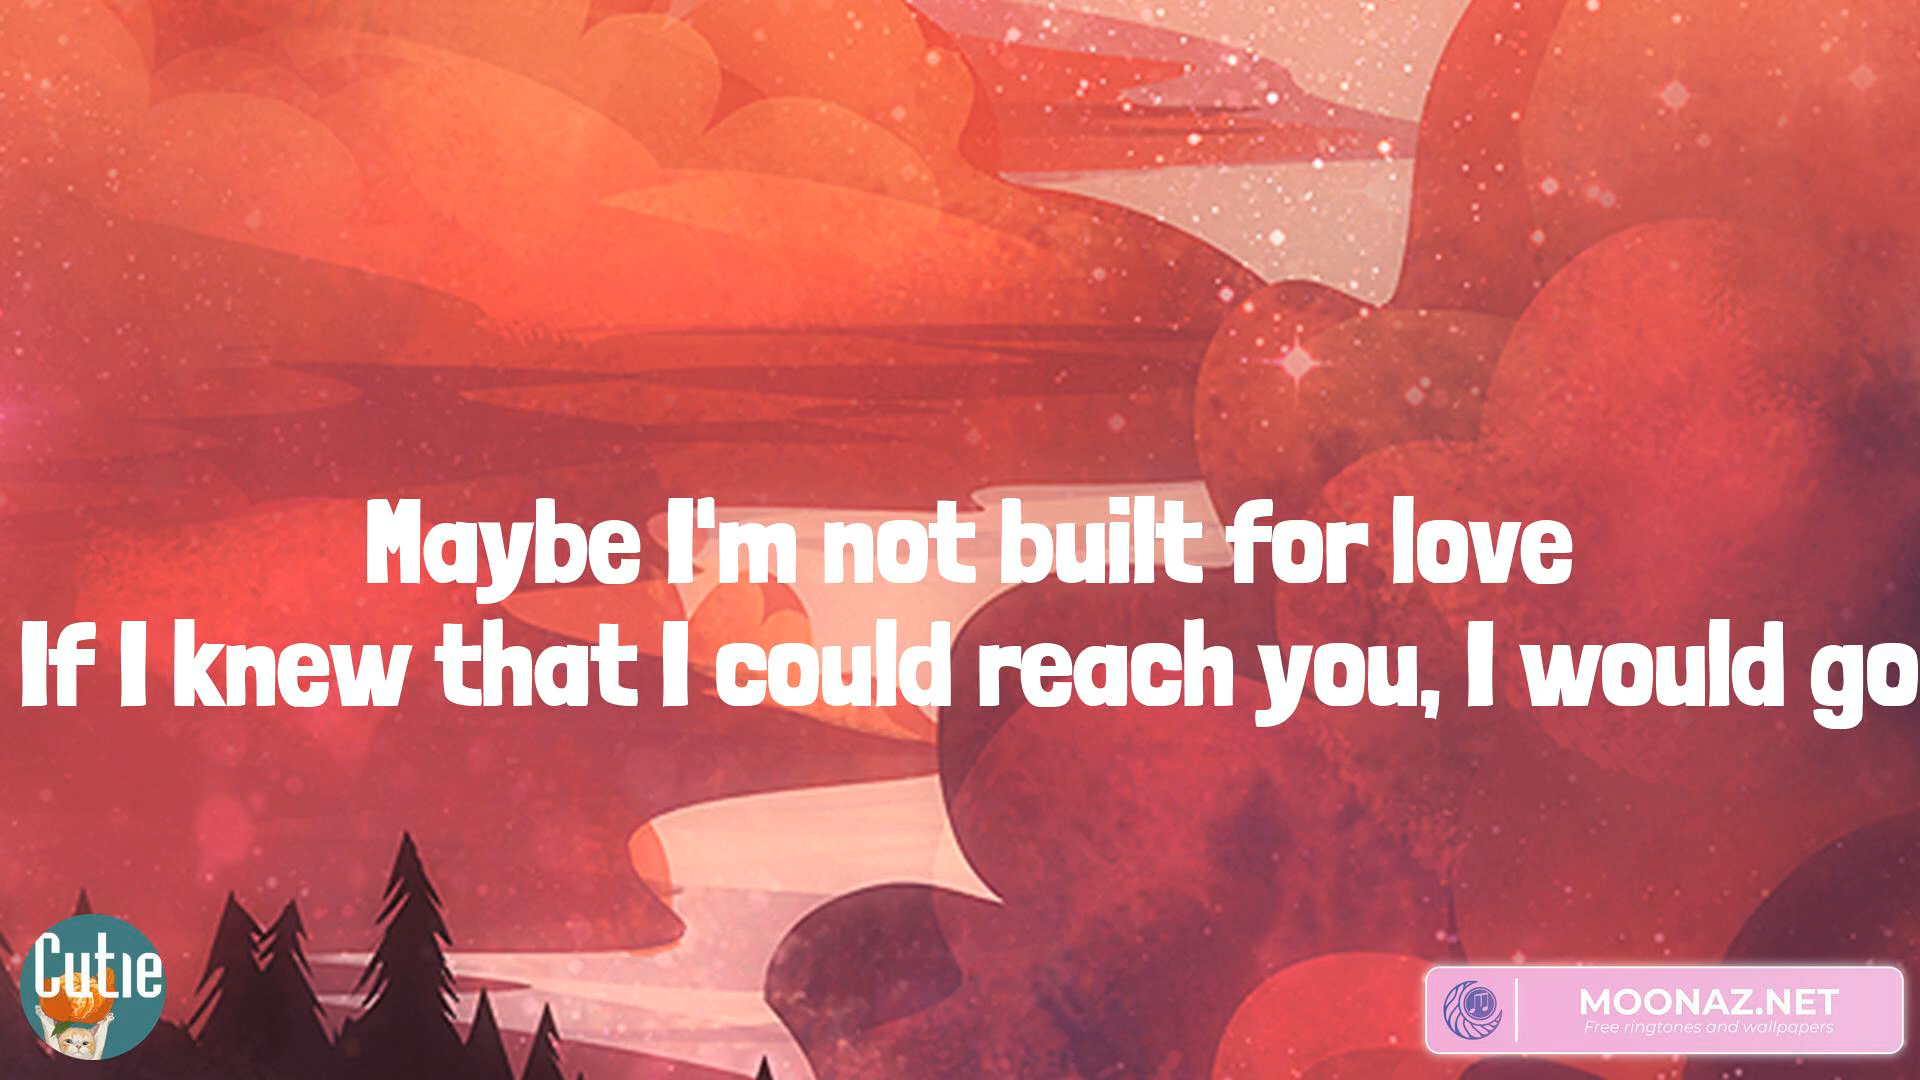 Maybe I'm not built for love
If I knew that I could reach you, I would go
Cutie
MOONAZ.NET
Free ringtones and wallpapers